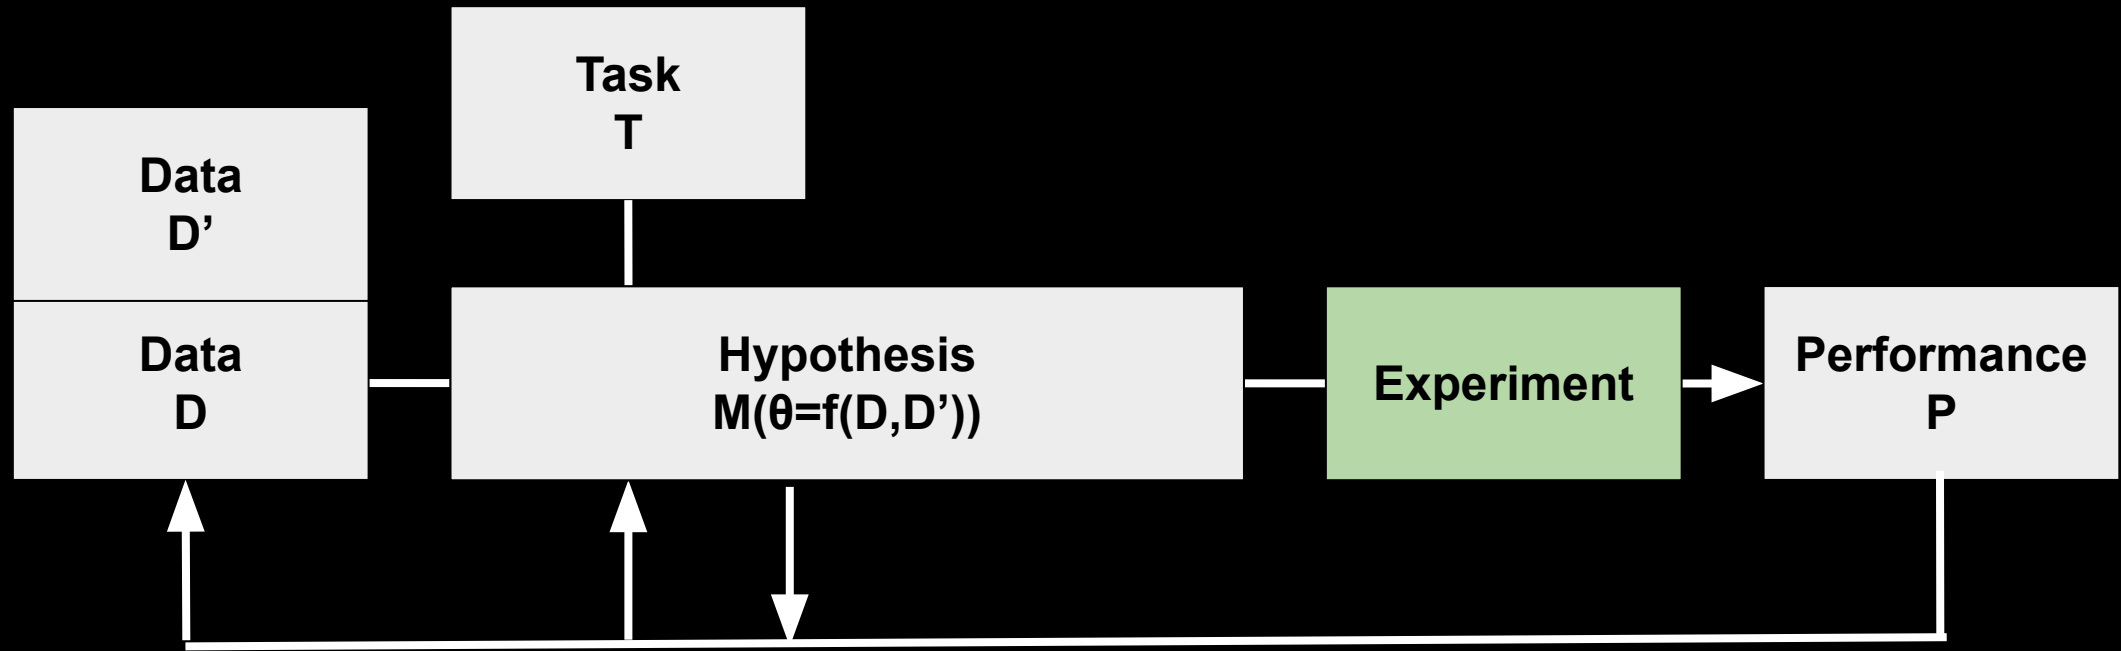 Task
T
Data
D’
Data
D
Hypothesis
M(θ=f(D,D’))
Experiment
Performance
P